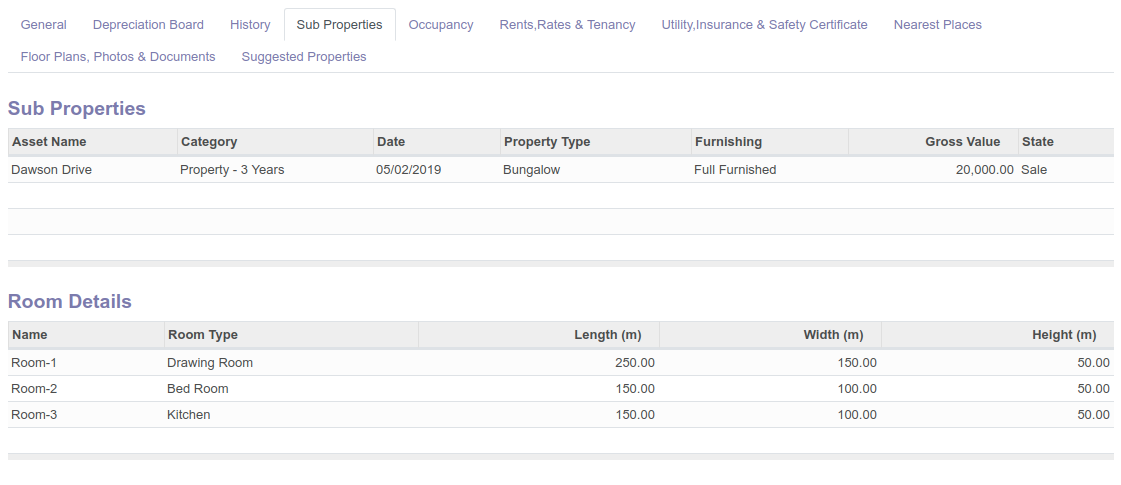 General Depreciation Board History Sub Properties Occupancy Rents,Rates & Tenancy Utility,Insurance & Safety Certificate Nearest Places
Floor Plans, Photos & Documents Suggested Properties
Sub Properties
Asset Name Category Date Property Type Furnishing Gross Value State
Dawson Drive Property - 3 Years 05/02/2019 Bungalow Full Furnished 20,000.00 Sale
Room Details
Name Room Type Length (m) Width (m) Height (m)
Room-1 Drawing Room 250.00 150.00 50.00
Room-2 Bed Room 150.00 100.00 50.00
Room-3 Kitchen 150.00 100.00 50.00